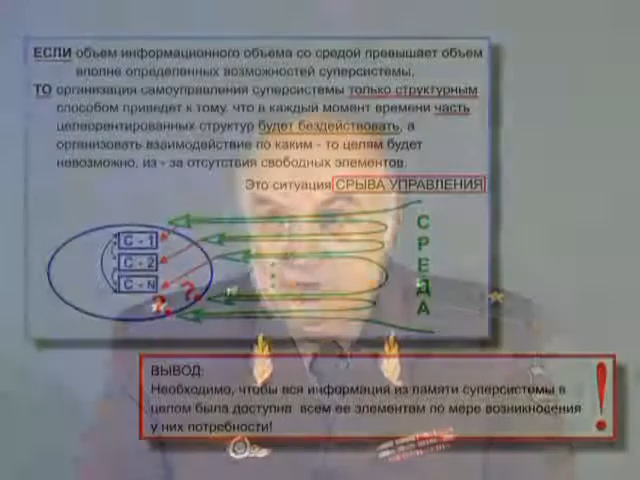 ЕСЛИ объем информационного объема со средой превышает объем
вполне определенных возможностей суперсистемы,
ТО организация самоуправления суперсистемы только структурным
способом приведет к тому, что в каждый момент времени часть
целеориентированных структур будет бездействовать, а
организовать взаимодействие по каким - то целям будет
невозможно, из - за отсутствия свободных элементов.
Это ситуация СРЫВА УПРАВЛЕНИЯ
С - 1
С - 2
С - N
? ?
СРЕДА
ВЫВОД:
Необходимо, чтобы вся информация из памяти суперсистемы в
целом была доступна всем ее элементам по мере возникновения
у них потребности!
!